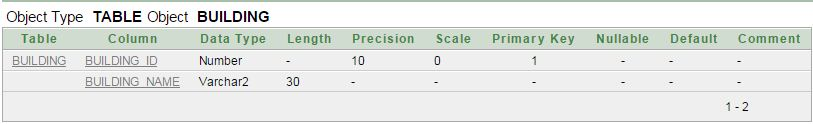 Object Type TABLE Object BUILDING
Table Column Data Type Length Precision Scale Primary Key Nullable Default Comment
BUILDING BUILDING_ID Number - 10 0 1 - - -
BUILDING_NAME Varchar2 30 - - - - - -
1 - 2